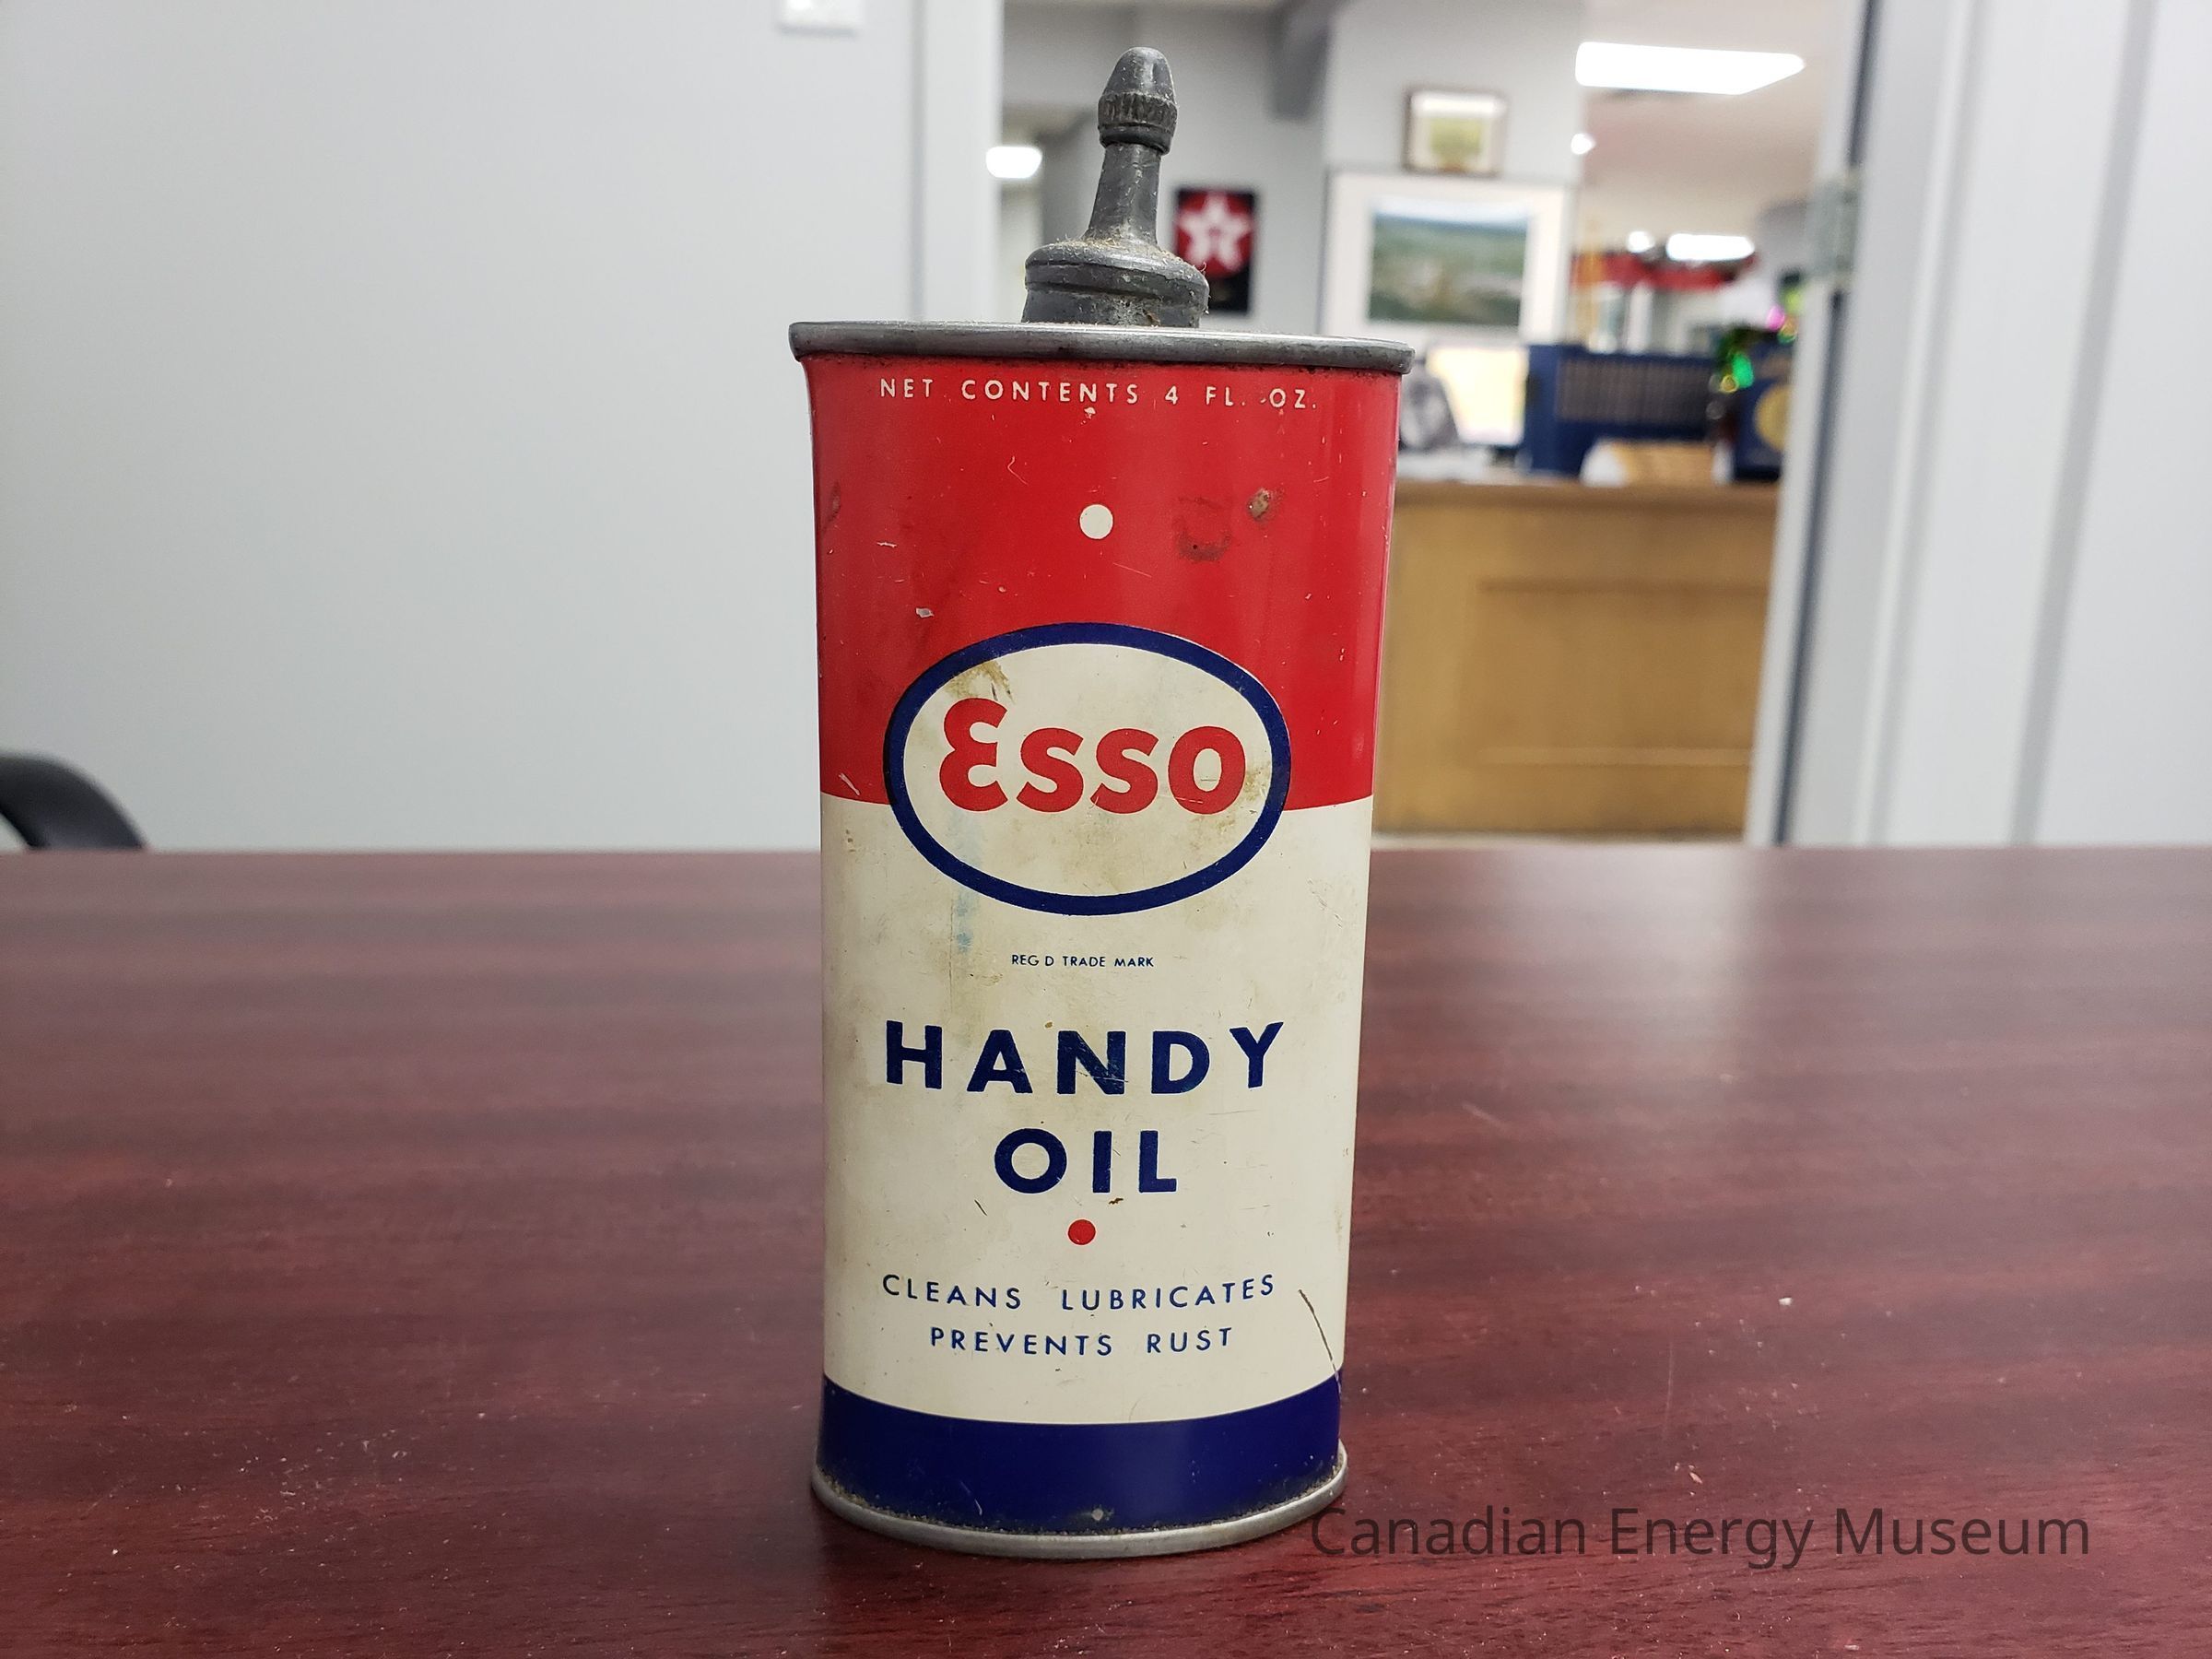 NET CONTENTS 4 FL. OZ.
Esso
REG D TRADE MARK
HANDY
OIL
CLEANS LUBRICATES
PREVENTS RUST
Canadian Energy Museum